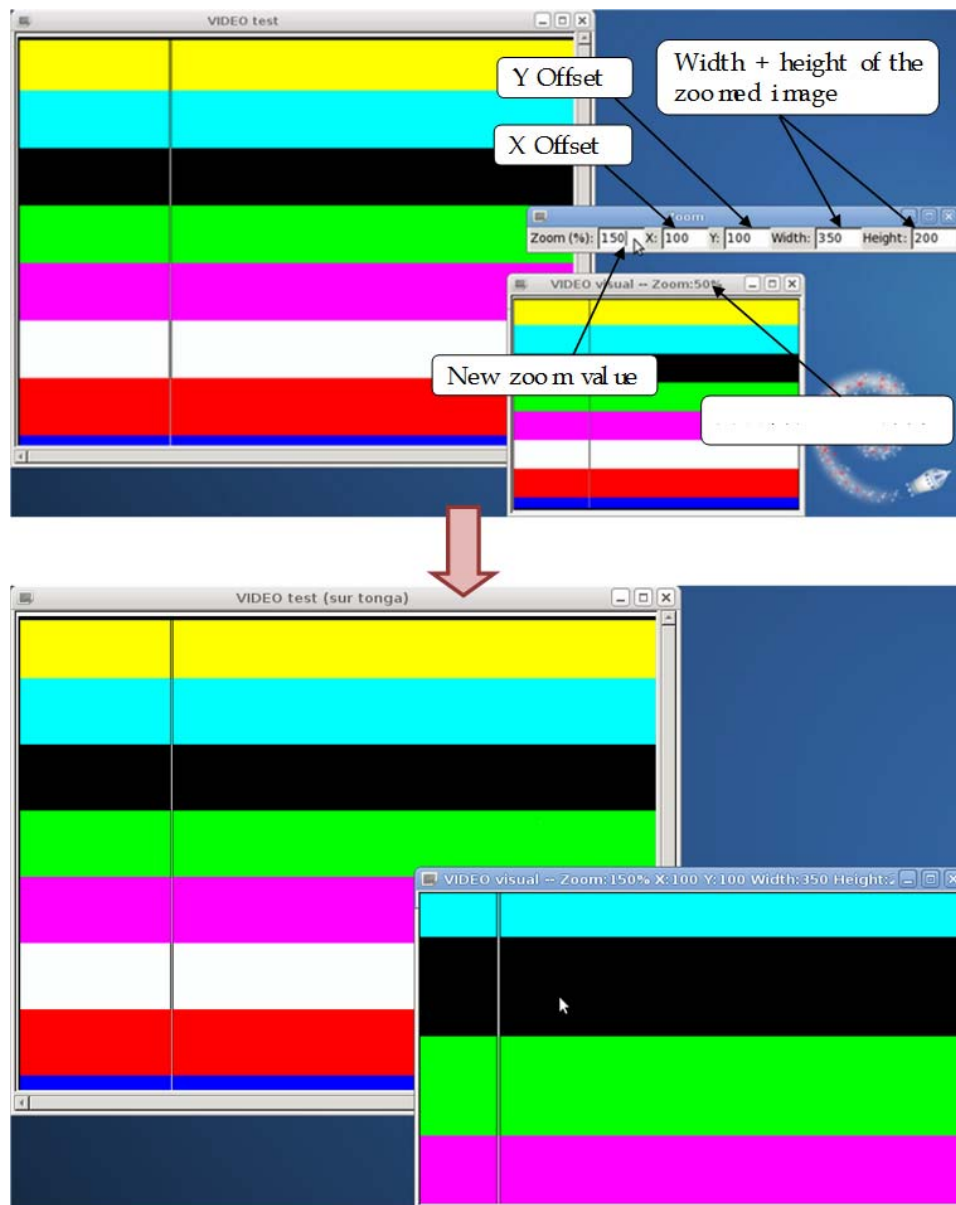 VIDEO test
Y Offset
Width + height of the
zoomed image
X Offset
Zoom
Zoom (%): 150 X: 100 Y: 100 Width: 350 Height: 200
VIDEO visual -- Zoom:50%
New zoom value
VIDEO test (sur tonga)
VIDEO visual -- Zoom:150% X:100 Y:100 Width:350 Height: